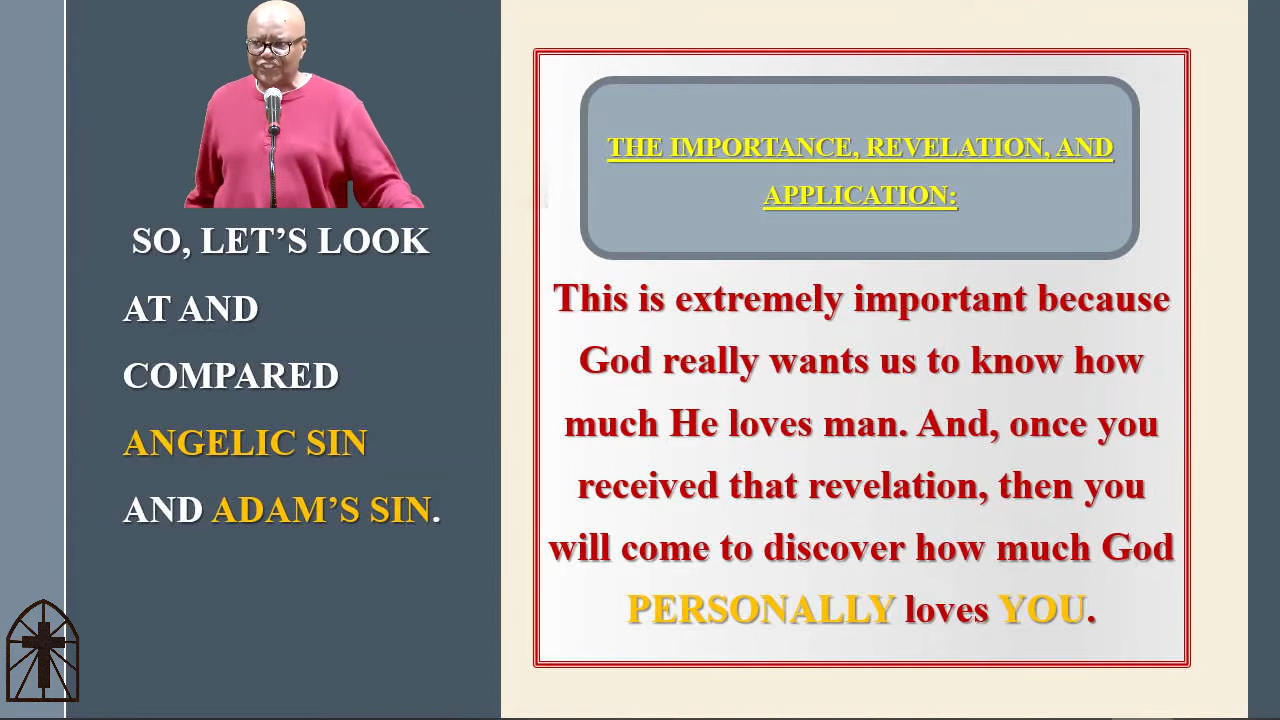 SO, LET’S LOOK
AT AND
COMPARED
ANGELIC SIN
AND ADAM’S SIN.
THE IMPORTANCE, REVELATION, AND
APPLICATION:
This is extremely important because
God really wants us to know how
much He loves man. And, once you
received that revelation, then you
will come to discover how much God
PERSONALLY loves YOU.